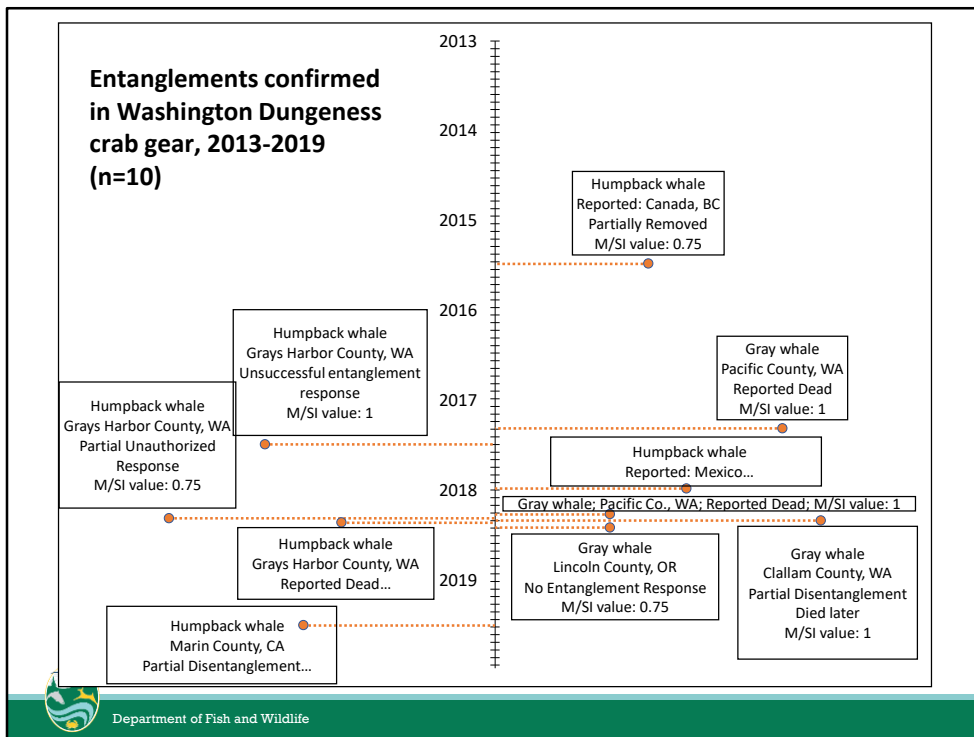 Entanglements confirmed
in Washington Dungeness
crab gear, 2013-2019
(n=10)
2013
2014
2015
2016
2017
2018
2019
Humpback whale
Reported: Canada, BC
Partially Removed
M/SI value: 0.75
Humpback whale
Grays Harbor County, WA
Unsuccessful entanglement
response
M/SI value: 1
Gray whale
Pacific County, WA
Reported Dead
M/SI value: 1
Humpback whale
Grays Harbor County, WA
Partial Unauthorized
Response
M/SI value: 0.75
Humpback whale
Reported: Mexico…
Gray whale; Pacific Co., WA; Reported Dead; M/SI value: 1
Humpback whale
Grays Harbor County, WA
Reported Dead…
Gray whale
Lincoln County, OR
No Entanglement Response
M/SI value: 0.75
Gray whale
Clallam County, WA
Partial Disentanglement
Died later
M/SI value: 1
Humpback whale
Marin County, CA
Partial Disentanglement…
Department of Fish and Wildlife